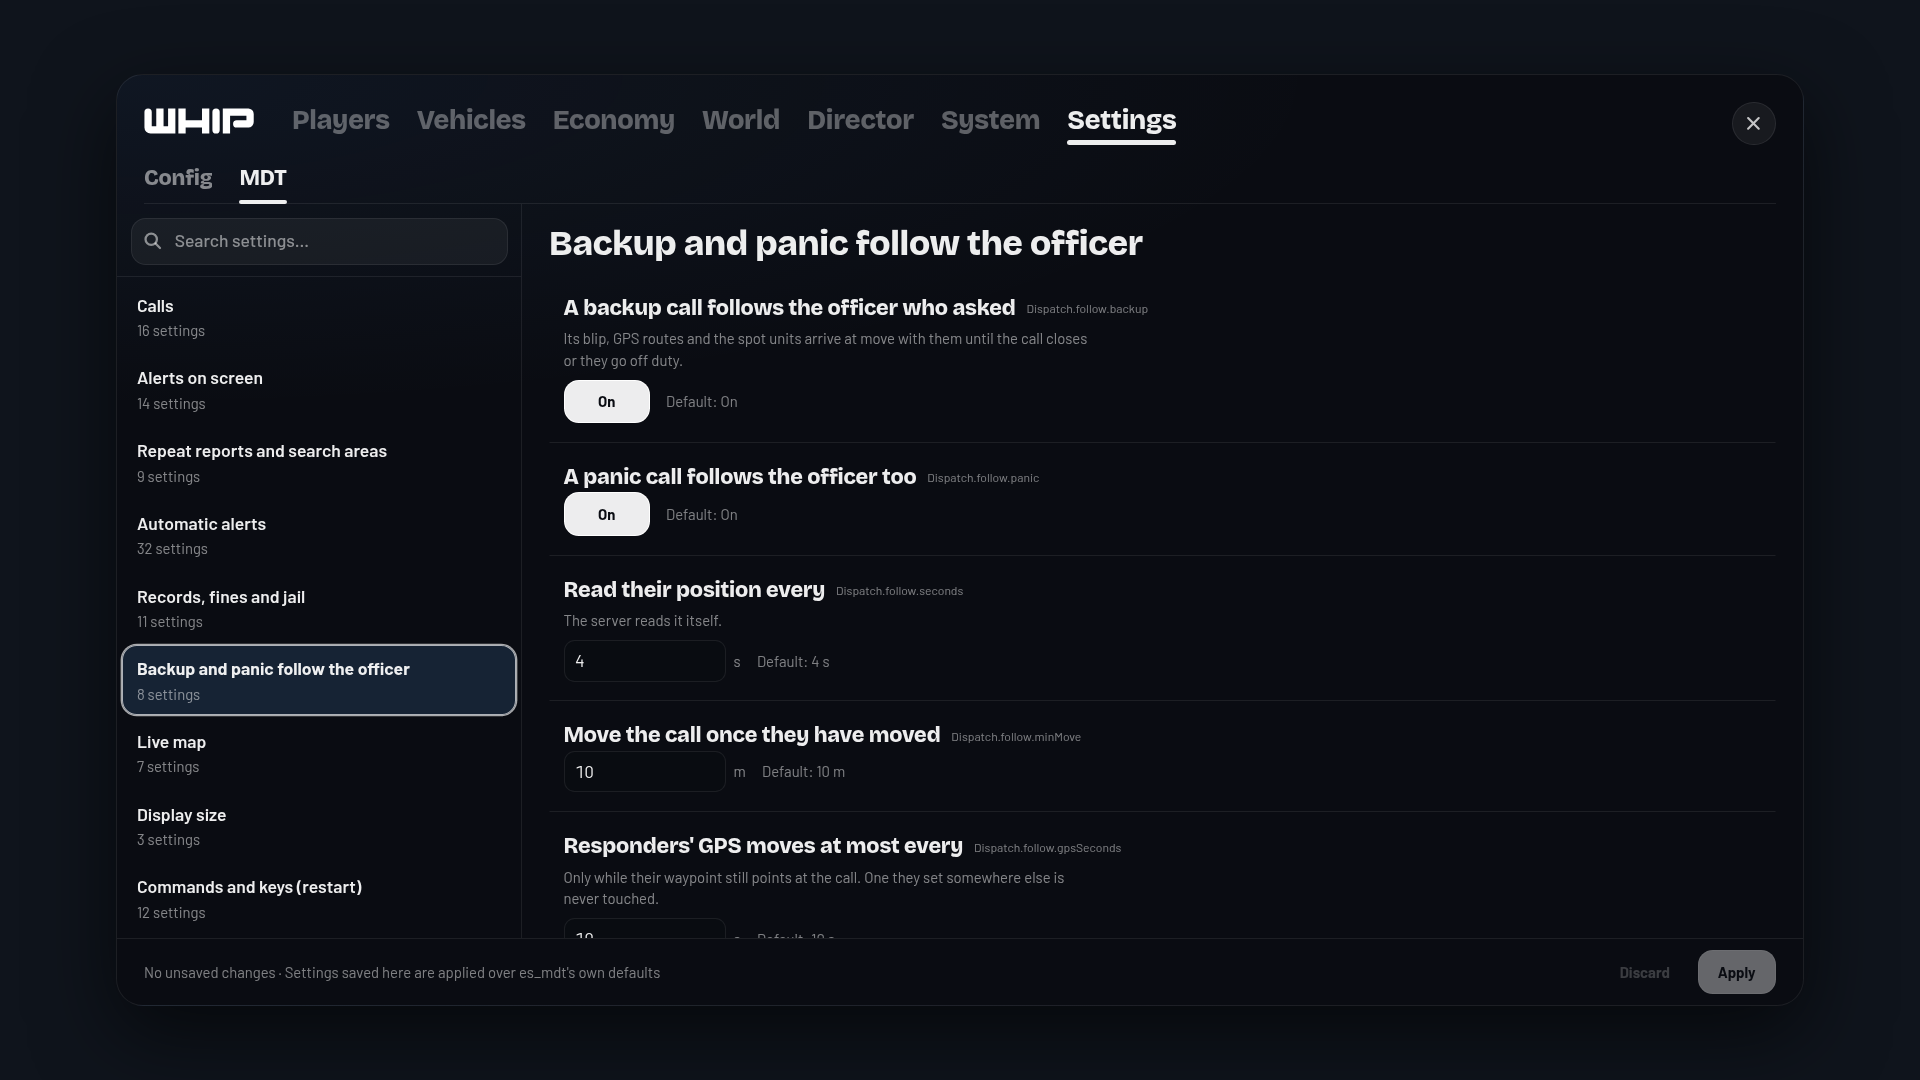 WHIP
Players Vehicles Economy World Director System Settings
Config MDT
Search settings...
Calls
16 settings
Alerts on screen
14 settings
Repeat reports and search areas
9 settings
Automatic alerts
32 settings
Records, fines and jail
11 settings
Backup and panic follow the officer
8 settings
Live map
7 settings
Display size
3 settings
Commands and keys (restart)
12 settings
Backup and panic follow the officer
A backup call follows the officer who asked Dispatch.follow.backup
Its blip, GPS routes and the spot units arrive at move with them until the call closes
or they go off duty.
On Default: On
A panic call follows the officer too Dispatch.follow.panic
On Default: On
Read their position every Dispatch.follow.seconds
The server reads it itself.
4 s Default: 4 s
Move the call once they have moved Dispatch.follow.minMove
10 m Default: 10 m
Responders' GPS moves at most every Dispatch.follow.gpsSeconds
Only while their waypoint still points at the call. One they set somewhere else is
never touched.
10 s Default: 10 s
No unsaved changes · Settings saved here are applied over es_mdt's own defaults
Discard Apply